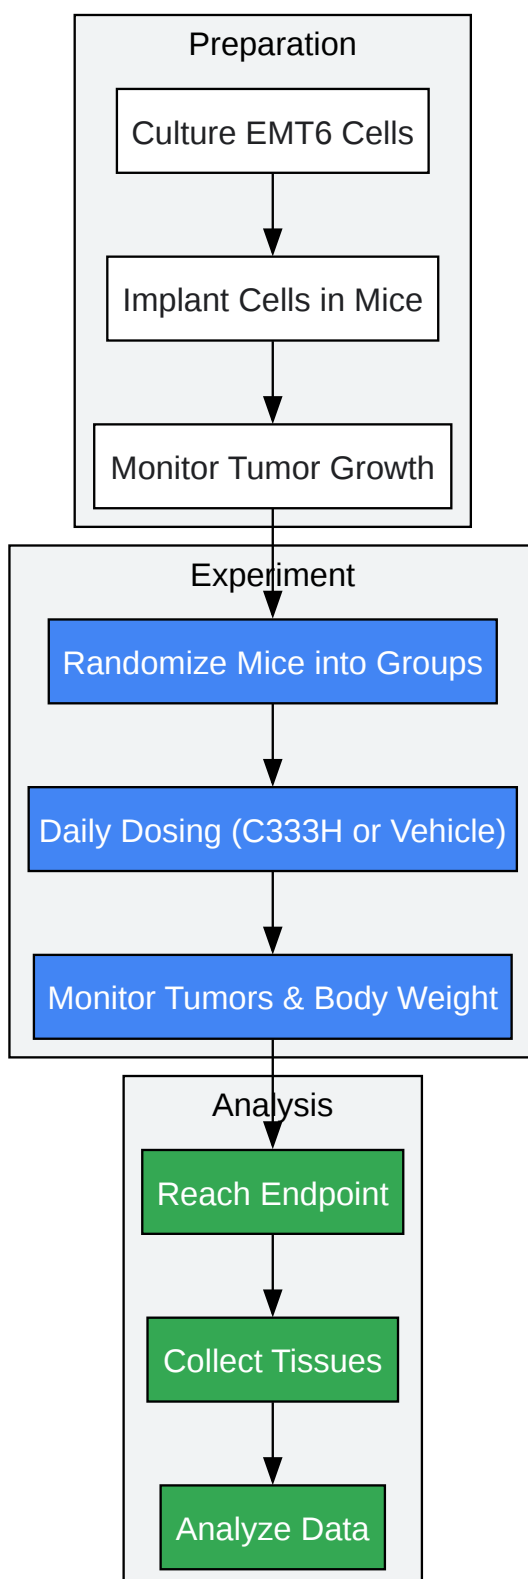 Preparation
Culture EMT6 Cells
Implant Cells in Mice
Monitor Tumor Growth
Experiment
Randomize Mice into Groups
Daily Dosing (C333H or Vehicle)
Monitor Tumors & Body Weight
Analysis
Reach Endpoint
Collect Tissues
Analyze Data